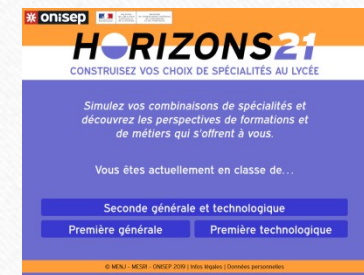 onisep
HORIZONS21
CONSTRUISEZ VOS CHOIX DE SPÉCIALITÉS AU LYCÉE
Simulez vos combinaisons de spécialités et
découvrez les perspectives de formations et
de métiers qui s'offrent à vous.
Vous êtes actuellement en classe de...
Seconde générale et technologique
Première générale Première technologique
© MENJ - MESRI - ONISEP 2019 | Infos légales | Données personnelles